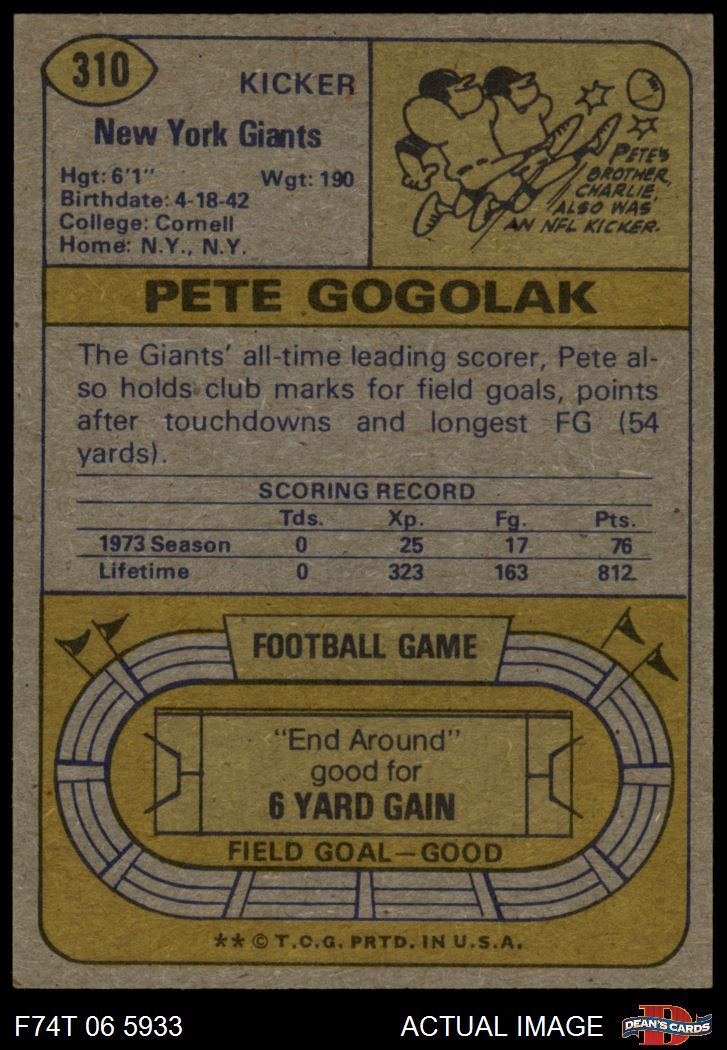 310
KICKER
New York Giants
Hgt: 6'1" Wgt: 190
Birthdate: 4-18-42
College: Cornell
Home: N.Y., N.Y.
PETE'S
BROTHER,
CHARLIE,
ALSO WAS
AN NFL KICKER.
PETE GOGOLAK
The Giants' all-time leading scorer, Pete al-
so holds club marks for field goals, points
after touchdowns and longest FG (54
yards).
SCORING RECORD
Tds. Xp. Fg. Pts.
1973 Season 0 25 17 76
Lifetime 0 323 163 812
FOOTBALL GAME
"End Around"
good for
6 YARD GAIN
FIELD GOAL—GOOD
** © T.C.G. PRTD. IN U.S.A.
F74T 06 5933 ACTUAL IMAGE
D
DEAN'S CARDS